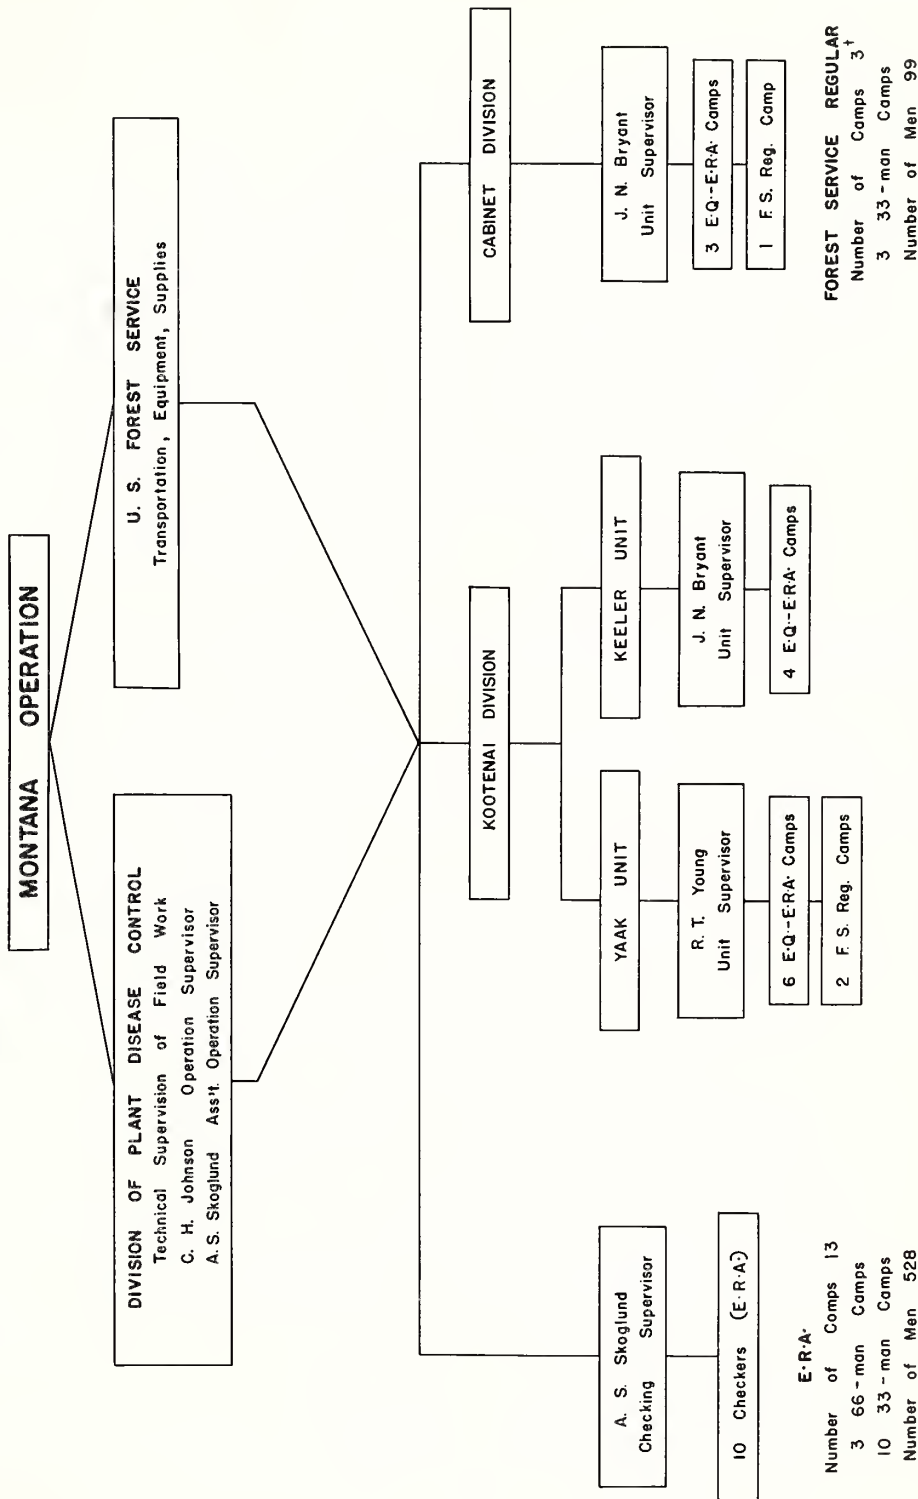 MONTANA OPERATION
DIVISION OF PLANT DISEASE CONTROL
Technical Supervision of Field Work
C. H. Johnson Operation Supervisor
A. S. Skoglund Ass't. Operation Supervisor
U. S. FOREST SERVICE
Transportation, Equipment, Supplies
A. S. Skoglund
Checking Supervisor
10 Checkers (E·R·A·)
KOOTENAI DIVISION
YAAK UNIT
R. T. Young
Unit Supervisor
6 E·Q·-E·R·A· Camps
2 F. S. Reg. Camps
KEELER UNIT
J. N. Bryant
Unit Supervisor
4 E·Q·-E·R·A· Camps
CABINET DIVISION
J. N. Bryant
Unit Supervisor
3 E·Q·-E·R·A· Camps
1 F. S. Reg. Camp
E·R·A·
Number of Comps 13
3 66-man Camps
10 33-man Camps
Number of Men 528
FOREST SERVICE REGULAR
Number of Camps 3†
3 33-man Camps
Number of Men 99